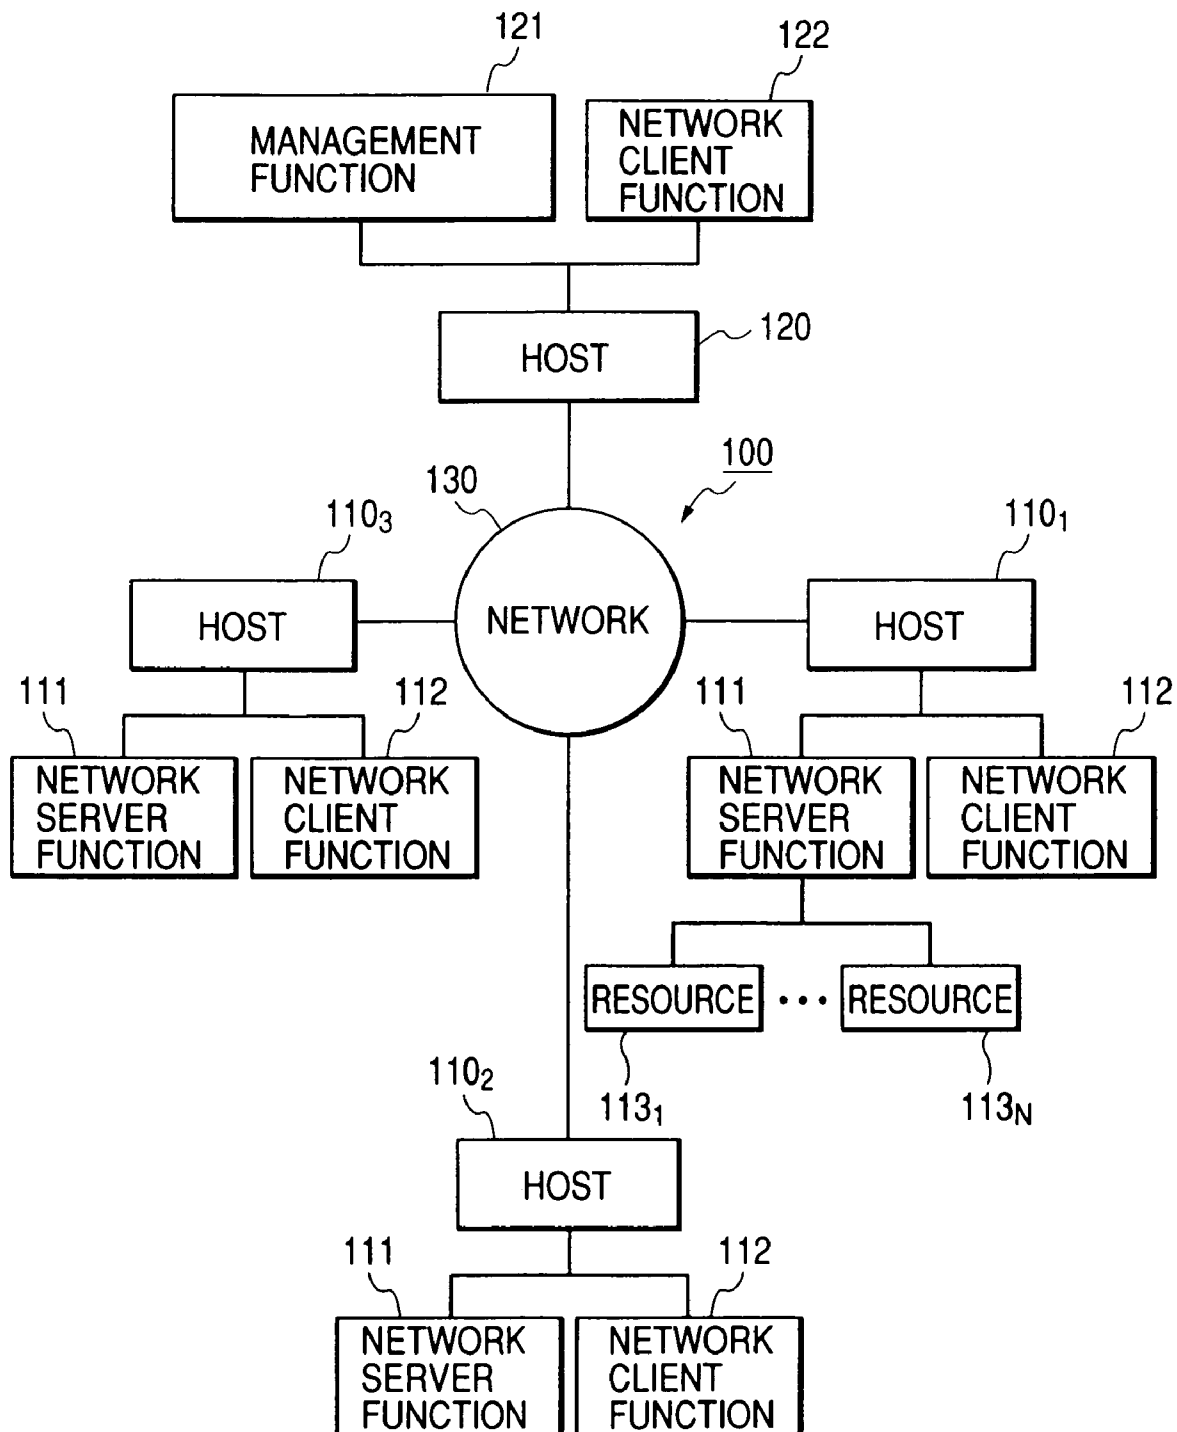 121
122
MANAGEMENT
FUNCTION
NETWORK
CLIENT
FUNCTION
HOST
120
100
130
110₃
110₁
HOST
NETWORK
HOST
111
112
111
112
NETWORK
SERVER
FUNCTION
NETWORK
CLIENT
FUNCTION
NETWORK
SERVER
FUNCTION
NETWORK
CLIENT
FUNCTION
RESOURCE
•••
RESOURCE
110₂
113₁
113N
HOST
111
112
NETWORK
SERVER
FUNCTION
NETWORK
CLIENT
FUNCTION